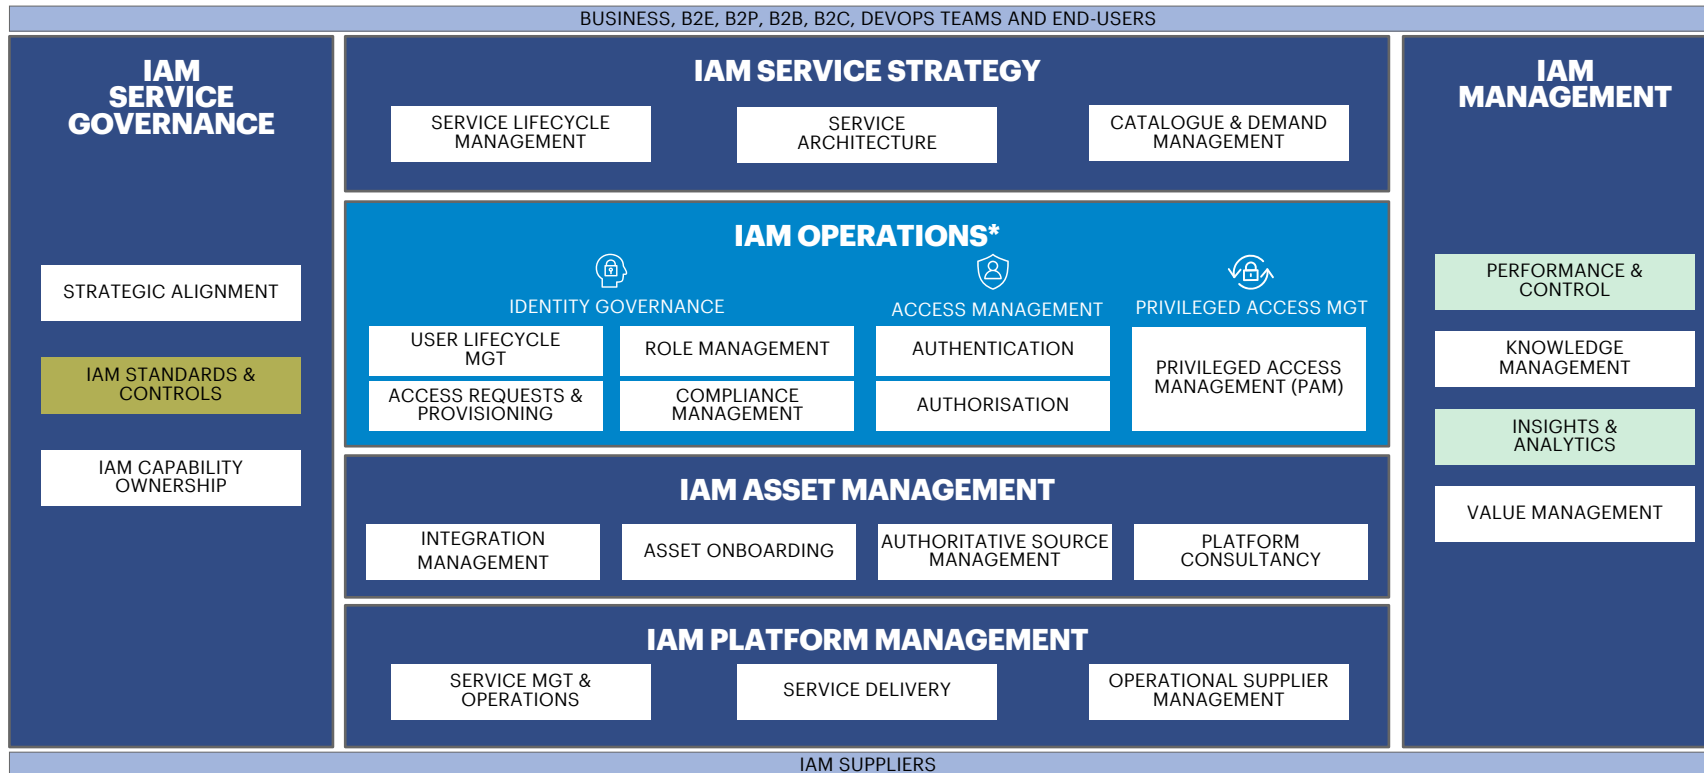 BUSINESS, B2E, B2P, B2B, B2C, DEVOPS TEAMS AND END-USERS
IAM
SERVICE
GOVERNANCE
STRATEGIC ALIGNMENT
IAM STANDARDS &
CONTROLS
IAM CAPABILITY
OWNERSHIP
IAM SERVICE STRATEGY
SERVICE LIFECYCLE
MANAGEMENT
SERVICE
ARCHITECTURE
CATALOGUE & DEMAND
MANAGEMENT
IAM OPERATIONS*
IDENTITY GOVERNANCE
USER LIFECYCLE
MGT
ROLE MANAGEMENT
ACCESS REQUESTS &
PROVISIONING
COMPLIANCE
MANAGEMENT
ACCESS MANAGEMENT
AUTHENTICATION
AUTHORISATION
PRIVILEGED ACCESS MGT
PRIVILEGED ACCESS
MANAGEMENT (PAM)
IAM ASSET MANAGEMENT
INTEGRATION
MANAGEMENT
ASSET ONBOARDING
AUTHORITATIVE SOURCE
MANAGEMENT
PLATFORM
CONSULTANCY
IAM PLATFORM MANAGEMENT
SERVICE MGT &
OPERATIONS
SERVICE DELIVERY
OPERATIONAL SUPPLIER
MANAGEMENT
IAM
MANAGEMENT
PERFORMANCE &
CONTROL
KNOWLEDGE
MANAGEMENT
INSIGHTS &
ANALYTICS
VALUE MANAGEMENT
IAM SUPPLIERS